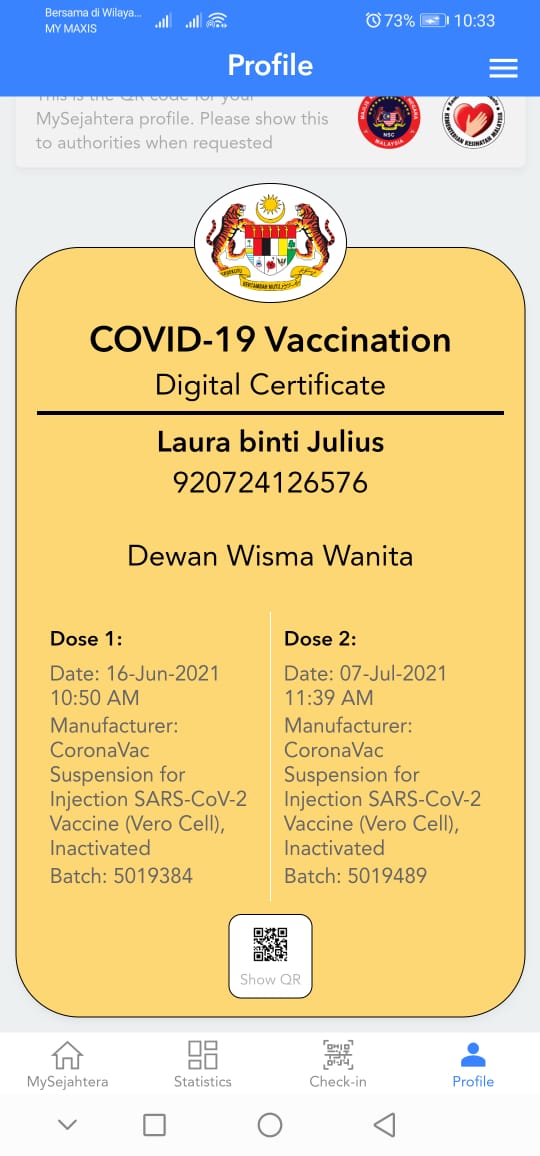 Bersama di Wilaya...
MY MAXIS
73%
10:33
Profile
This is the QR code for your
MySejahtera profile. Please show this
to authorities when requested
MAJLIS
NEGARA
NSC
MALAYSIA
KEMENTERIAN KESIHATAN MALAYSIA
BERTAMBAH MUTU
COVID-19 Vaccination
Digital Certificate
Laura binti Julius
920724126576
Dewan Wisma Wanita
Dose 1:
Date: 16-Jun-2021
10:50 AM
Manufacturer:
CoronaVac
Suspension for
Injection SARS-CoV-2
Vaccine (Vero Cell),
Inactivated
Batch: 5019384
Dose 2:
Date: 07-Jul-2021
11:39 AM
Manufacturer:
CoronaVac
Suspension for
Injection SARS-CoV-2
Vaccine (Vero Cell),
Inactivated
Batch: 5019489
Show QR
MySejahtera
Statistics
Check-in
Profile